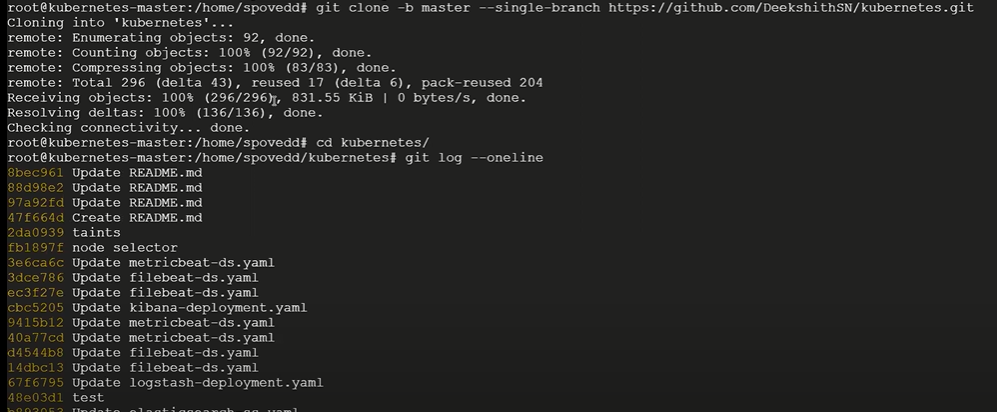 root@kubernetes-master:/home/spovedd# git clone -b master --single-branch https://github.com/DeekshithSN/kubernetes.git
Cloning into 'kubernetes'...
remote: Enumerating objects: 92, done.
remote: Counting objects: 100% (92/92), done.
remote: Compressing objects: 100% (83/83), done.
remote: Total 296 (delta 43), reused 17 (delta 6), pack-reused 204
Receiving objects: 100% (296/296), 831.55 KiB | 0 bytes/s, done.
Resolving deltas: 100% (136/136), done.
Checking connectivity... done.
root@kubernetes-master:/home/spovedd# cd kubernetes/
root@kubernetes-master:/home/spovedd/kubernetes# git log --oneline
8bec961 Update README.md
88d98e2 Update README.md
97a92fd Update README.md
47f664d Create README.md
2da0939 taints
fb1897f node selector
3e6ca6c Update metricbeat-ds.yaml
3dce786 Update filebeat-ds.yaml
ec3f27e Update filebeat-ds.yaml
cbc5205 Update kibana-deployment.yaml
9415b12 Update metricbeat-ds.yaml
40a77cd Update metricbeat-ds.yaml
d4544b8 Update filebeat-ds.yaml
14dbc13 Update filebeat-ds.yaml
67f6795 Update logstash-deployment.yaml
48e03d1 test